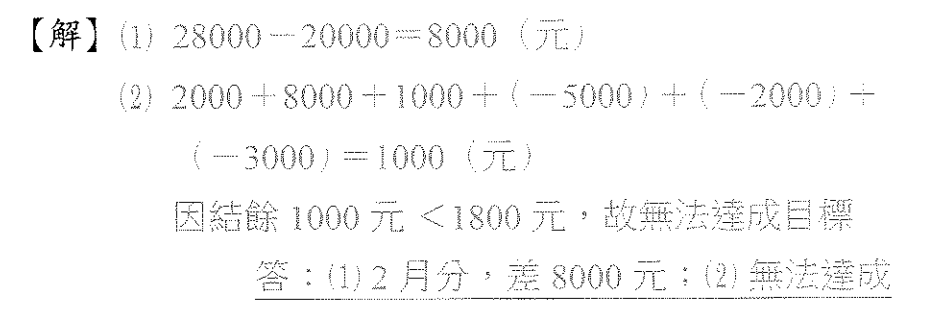 【解】(1) 28000－20000＝8000（元）
(2) 2000＋8000＋1000＋(－5000)＋(－2000)＋
(－3000)＝1000（元）
因結餘 1000 元＜1800 元，故無法達成目標
答：(1) 2 月分，差 8000 元；(2) 無法達成